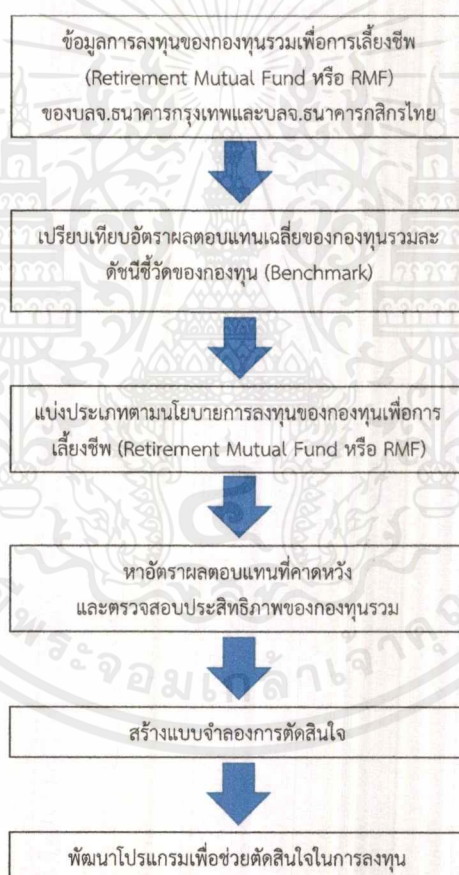 ข้อมูลการลงทุนของกองทุนรวมเพื่อการเลี้ยงชีพ
(Retirement Mutual Fund หรือ RMF)
ของบลจ.ธนาคารกรุงเทพและบลจ.ธนาคารกสิกรไทย
เปรียบเทียบอัตราผลตอบแทนเฉลี่ยของกองทุนรวมละ
ดัชนีชี้วัดของกองทุน (Benchmark)
แบ่งประเภทตามนโยบายการลงทุนของกองทุนเพื่อการ
เลี้ยงชีพ (Retirement Mutual Fund หรือ RMF)
หาอัตราผลตอบแทนที่คาดหวัง
และตรวจสอบประสิทธิภาพของกองทุนรวม
พระจอมเกล้าเจ้าคุณ
สร้างแบบจำลองการตัดสินใจ
พัฒนาโปรแกรมเพื่อช่วยตัดสินใจในการลงทุน